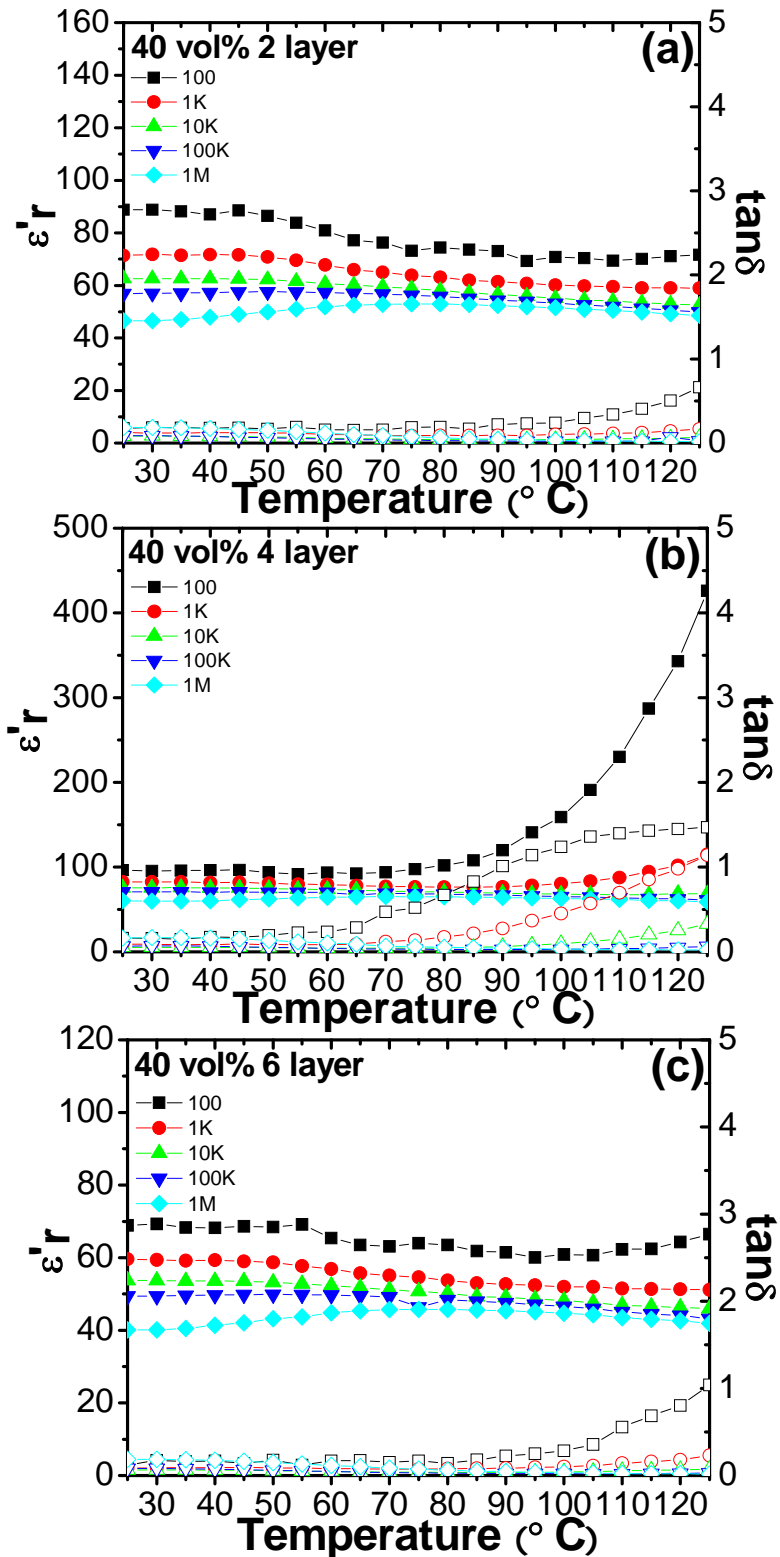 40 vol% 2 layer
(a)
100
1K
10K
100K
1M
160
140
120
100
80
60
40
20
0
ε'r
5
4
3
2
1
0
tanδ
30 40 50 60 70 80 90 100 110 120
Temperature (° C)
40 vol% 4 layer
(b)
100
1K
10K
100K
1M
500
400
300
200
100
0
ε'r
5
4
3
2
1
0
tanδ
30 40 50 60 70 80 90 100 110 120
Temperature (° C)
40 vol% 6 layer
(c)
100
1K
10K
100K
1M
120
100
80
60
40
20
0
ε'r
5
4
3
2
1
0
tanδ
30 40 50 60 70 80 90 100 110 120
Temperature (° C)